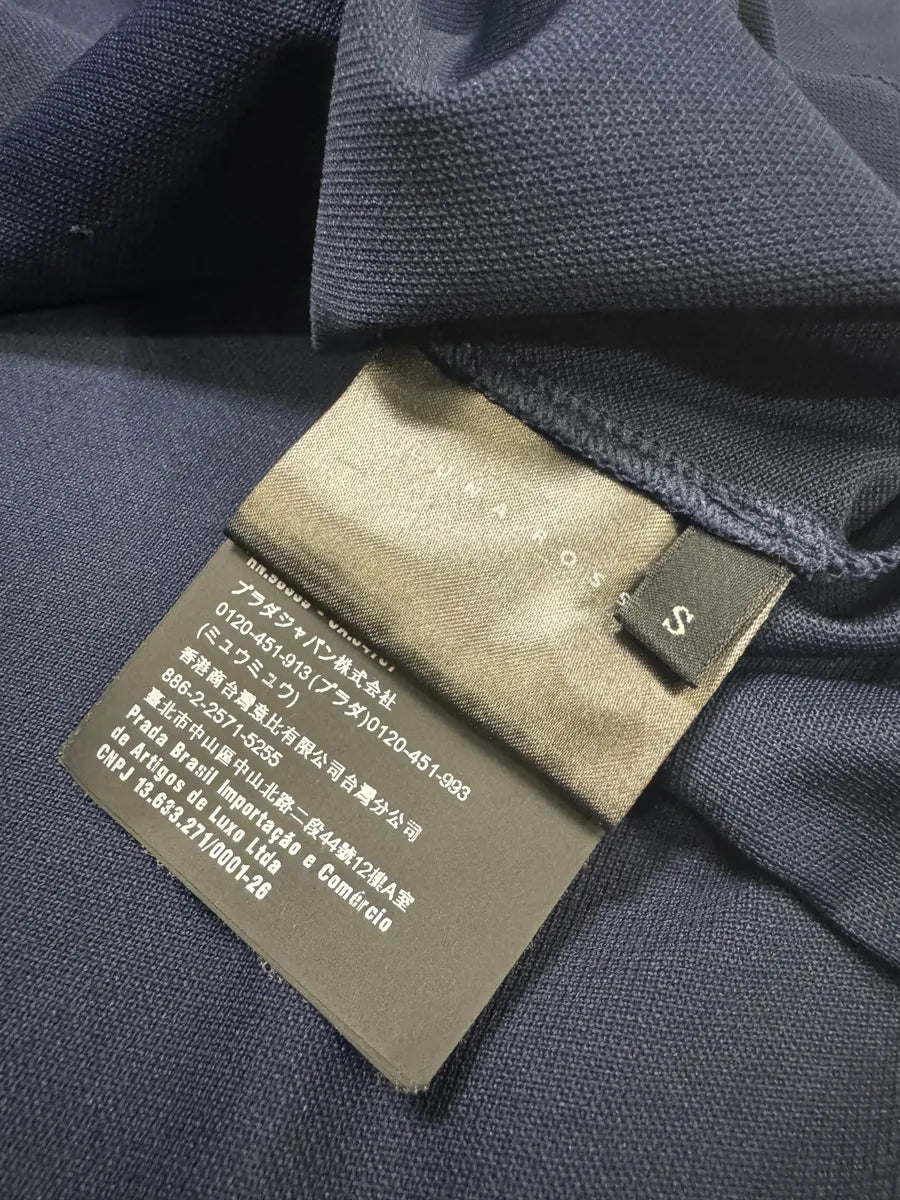 LUNA ROSS
S
プラダジャパン株式会社
0120-451-913 (プラダ)0120-451-993
(ミュウミュウ)
香港商台灣登比有限公司台灣分公司
886-2-2571-5255
臺北市中山區中山北路二段44號12樓A室
Prada Brasil Importação e Comércio
de Artigos de Luxo Ltda
CNPJ 13.633.271/0001-26